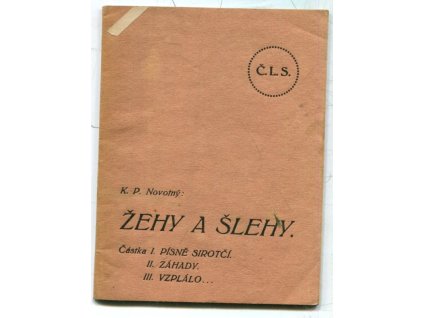 Č.L.S.
K. P. Novotný:
ŽEHY A ŠLEHY.
Částka I. PÍSNĚ SIROTČÍ.
II. ZÁHADY.
III. VZPLÁLO...